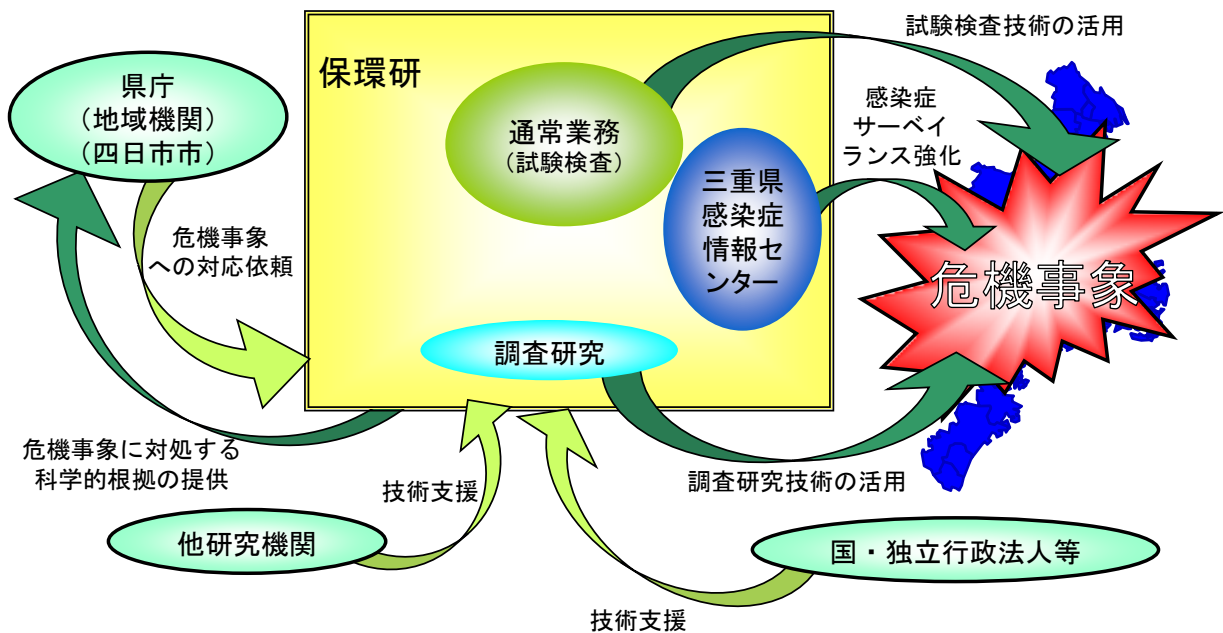 試験検査技術の活用
保環研
県庁
（地域機関）
（四日市市）
通常業務
（試験検査）
感染症
サーベイ
ランス強化
三重県
感染症
情報セ
ンター
危機事象
への対応依頼
危機事象
調査研究
危機事象に対処する
科学的根拠の提供
技術支援
調査研究技術の活用
他研究機関
国・独立行政法人等
技術支援